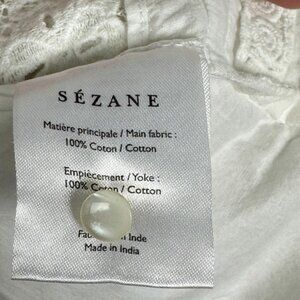 SÉZANE
Matière principale / Main fabric :
100% Coton / Cotton
Empiècement / Yoke :
100% Coton / Cotton
Inde
Made in India